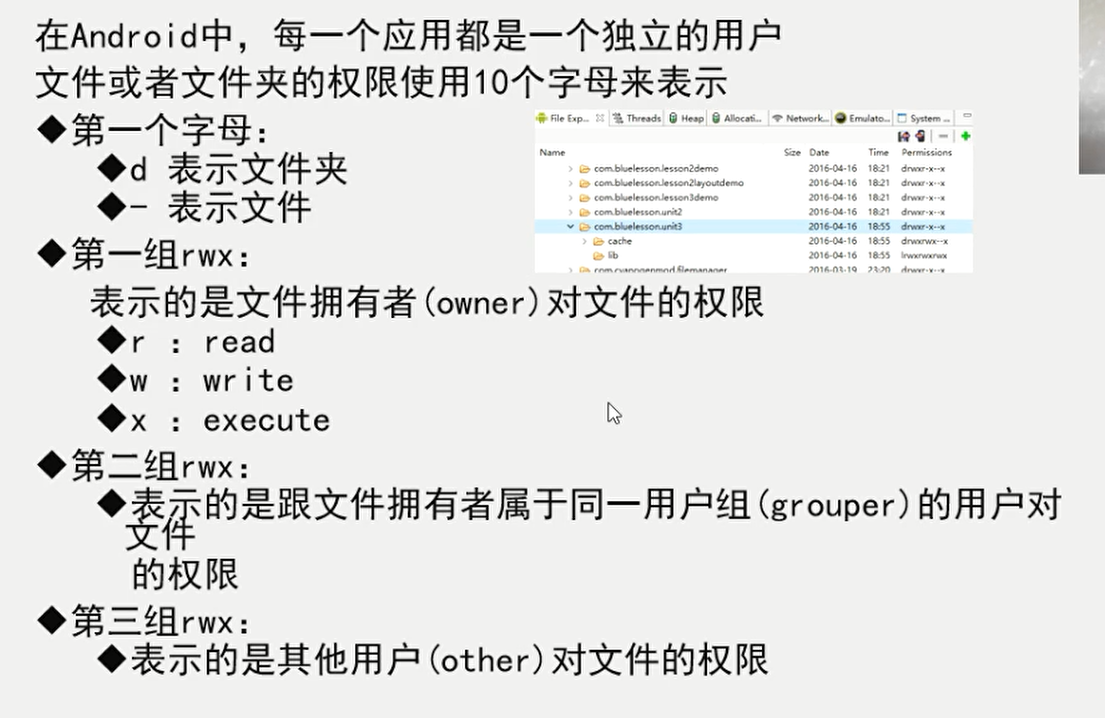 在Android中，每一个应用都是一个独立的用户
文件或者文件夹的权限使用10个字母来表示
◆第一个字母：
◆d 表示文件夹
◆- 表示文件
◆第一组rwx：
表示的是文件拥有者(owner)对文件的权限
◆r : read
◆w : write
◆x : execute
◆第二组rwx：
◆表示的是跟文件拥有者属于同一用户组(grouper)的用户对
文件
的权限
◆第三组rwx：
◆表示的是其他用户(other)对文件的权限
File Exp... Threads Heap Allocati... Network... Emulato... System ...
Name Size Date Time Permissions
com.bluelesson.lesson2demo 2016-04-16 18:21 drwxr-x--x
com.bluelesson.lesson2layoutdemo 2016-04-16 18:21 drwxr-x--x
com.bluelesson.lesson3demo 2016-04-16 18:21 drwxr-x--x
com.bluelesson.unit2 2016-04-16 18:21 drwxr-x--x
com.bluelesson.unit3 2016-04-16 18:55 drwxr-x--x
cache 2016-04-16 18:55 drwxrwx--x
lib 2016-04-16 18:55 lrwxrwxrwx
com.cyanogenmod.filemanager 2016-03-19 23:20 drwxr-x--x